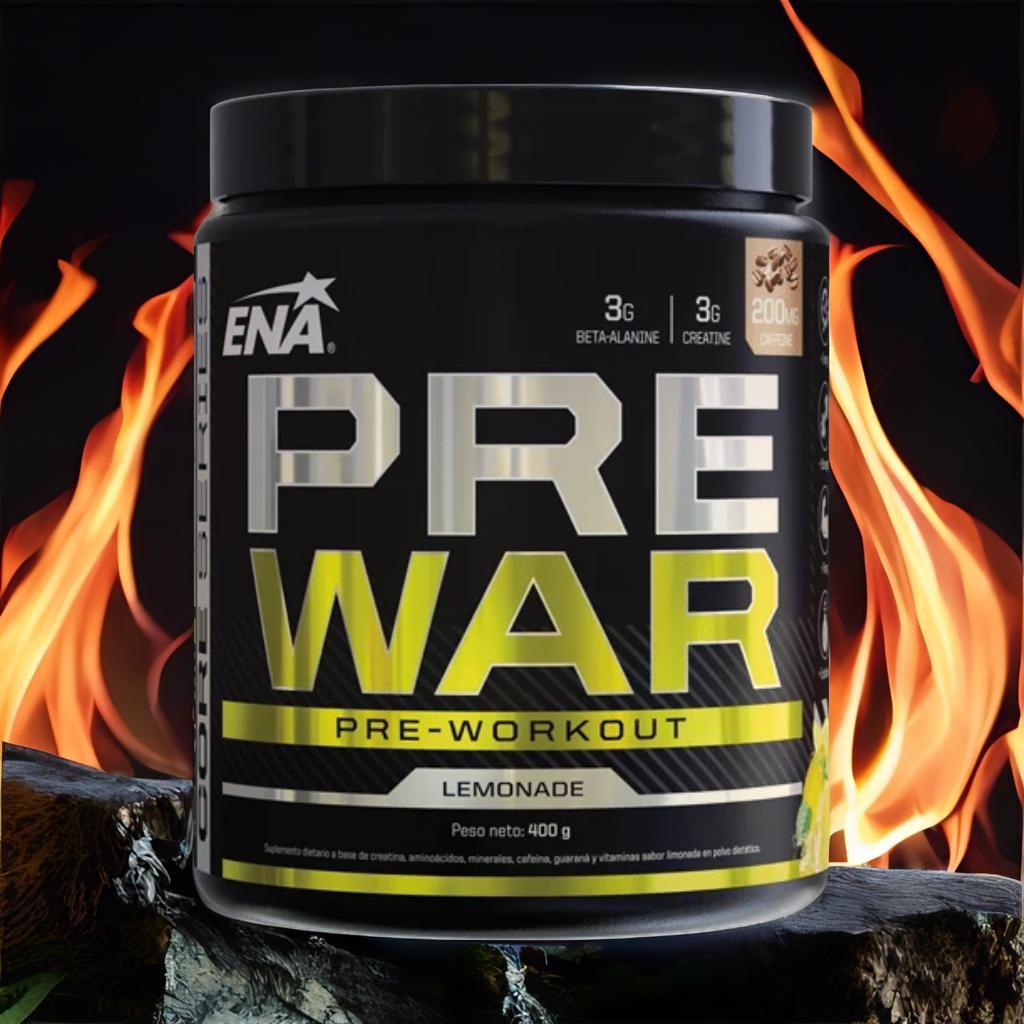 ENA®
3G
BETA-ALANINE
3G
CREATINE
200MG
CAFFEINE
PRE
WAR
PRE-WORKOUT
LEMONADE
Peso neto: 400 g
Suplemento dietario a base de creatina, aminoácidos, minerales, cafeína, guaraná y vitaminas sabor limonada en polvo dietético.
CORE SERIES